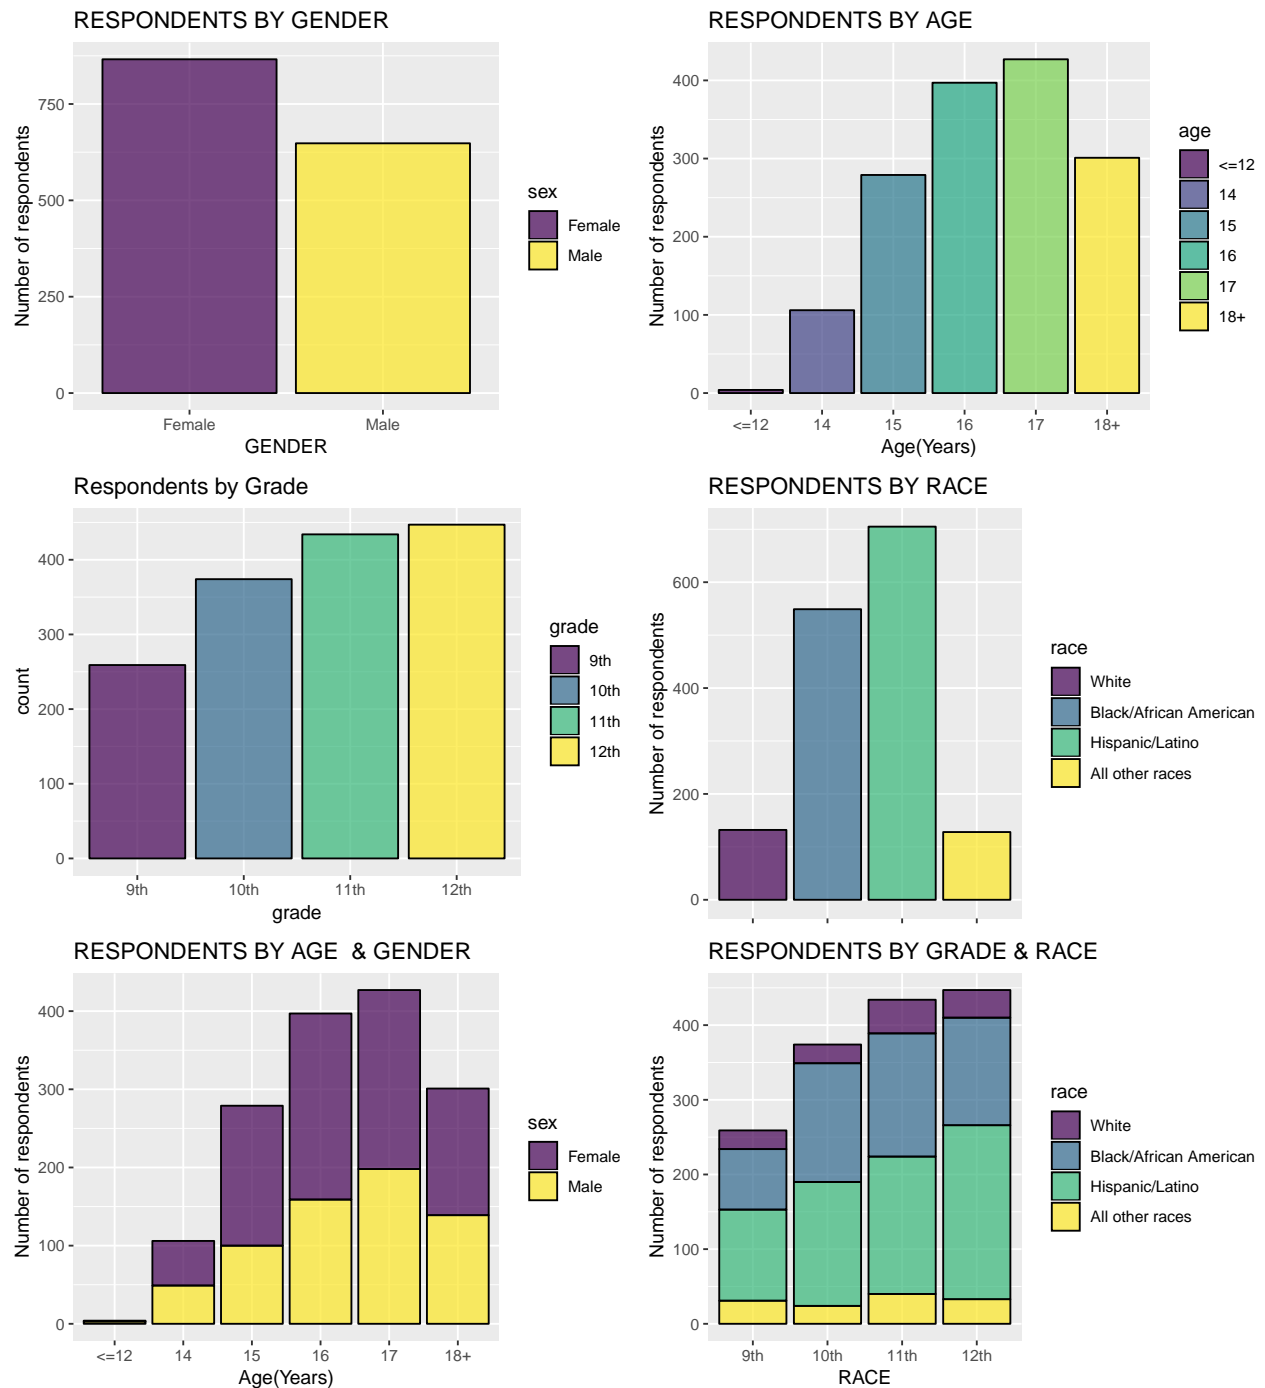 RESPONDENTS BY GENDER
Number of respondents
750
500
250
0
Female
Male
GENDER
sex
Female
Male
RESPONDENTS BY AGE
Number of respondents
400
300
200
100
0
<=12
14
15
16
17
18+
Age(Years)
age
<=12
14
15
16
17
18+
Respondents by Grade
count
400
300
200
100
0
9th
10th
11th
12th
grade
grade
9th
10th
11th
12th
RESPONDENTS BY RACE
Number of respondents
600
400
200
0
race
White
Black/African American
Hispanic/Latino
All other races
RESPONDENTS BY AGE  & GENDER
Number of respondents
400
300
200
100
0
<=12
14
15
16
17
18+
Age(Years)
sex
Female
Male
RESPONDENTS BY GRADE & RACE
Number of respondents
400
300
200
100
0
9th
10th
11th
12th
RACE
race
White
Black/African American
Hispanic/Latino
All other races